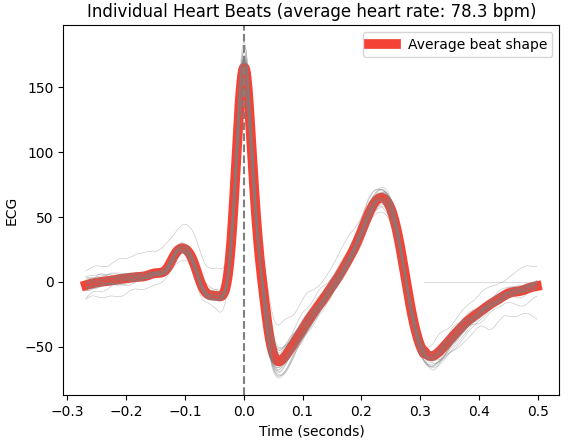 Individual Heart Beats (average heart rate: 78.3 bpm)
Average beat shape
ECG
150
100
50
0
−50
−0.3 −0.2 −0.1 0.0 0.1 0.2 0.3 0.4 0.5
Time (seconds)